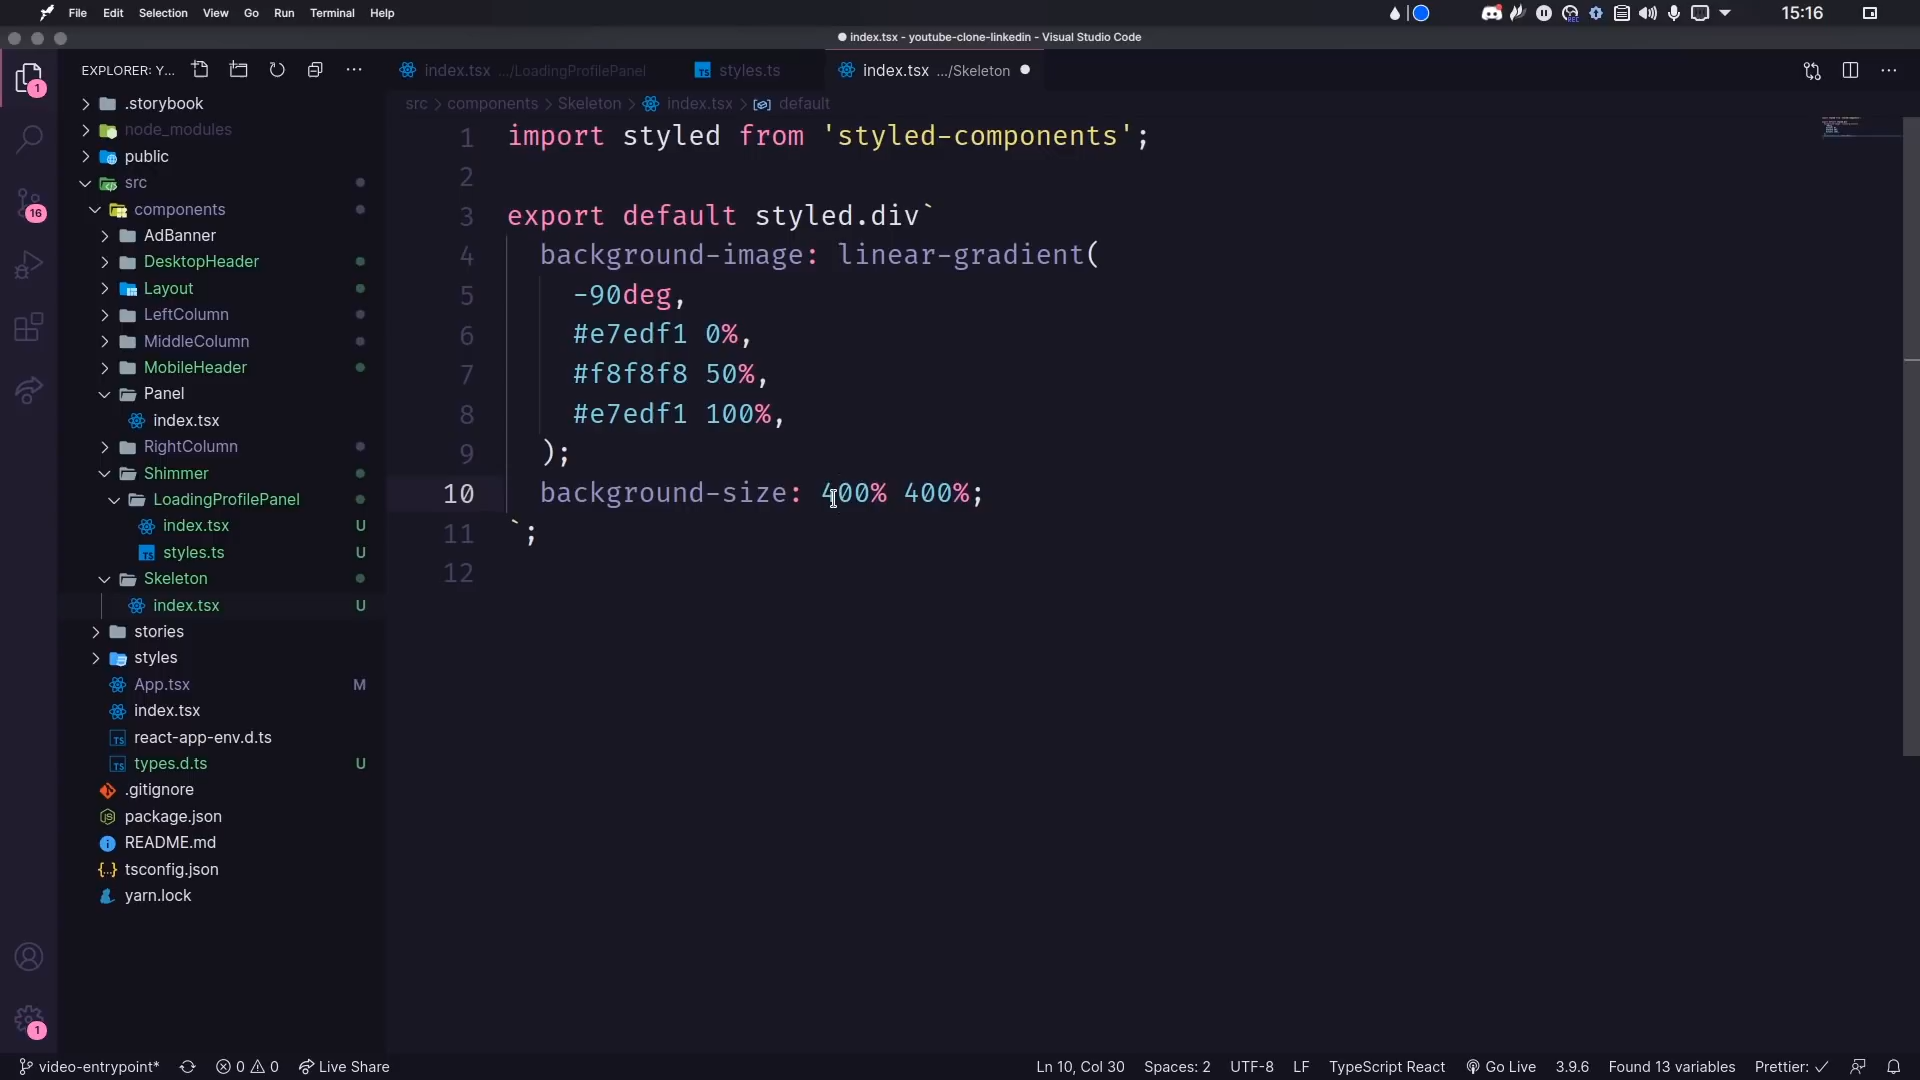 File Edit Selection View Go Run Terminal Help
15:16
index.tsx - youtube-clone-linkedin - Visual Studio Code
EXPLORER: Y...
index.tsx .../LoadingProfilePanel
styles.ts
index.tsx .../Skeleton
src > components > Skeleton > index.tsx > default
.storybook
node_modules
public
src
components
AdBanner
DesktopHeader
Layout
LeftColumn
MiddleColumn
MobileHeader
Panel
index.tsx
RightColumn
Shimmer
LoadingProfilePanel
index.tsx U
styles.ts U
Skeleton
index.tsx U
stories
styles
App.tsx M
index.tsx
react-app-env.d.ts
types.d.ts U
.gitignore
package.json
README.md
tsconfig.json
yarn.lock
1
16
1
1 import styled from 'styled-components';
2
3 export default styled.div`
4 background-image: linear-gradient(
5 -90deg,
6 #e7edf1 0%,
7 #f8f8f8 50%,
8 #e7edf1 100%,
9 );
10 background-size: 400% 400%;
11 `;
12
video-entrypoint* 0 0 Live Share
Ln 10, Col 30 Spaces: 2 UTF-8 LF TypeScript React Go Live 3.9.6 Found 13 variables Prettier: ✓